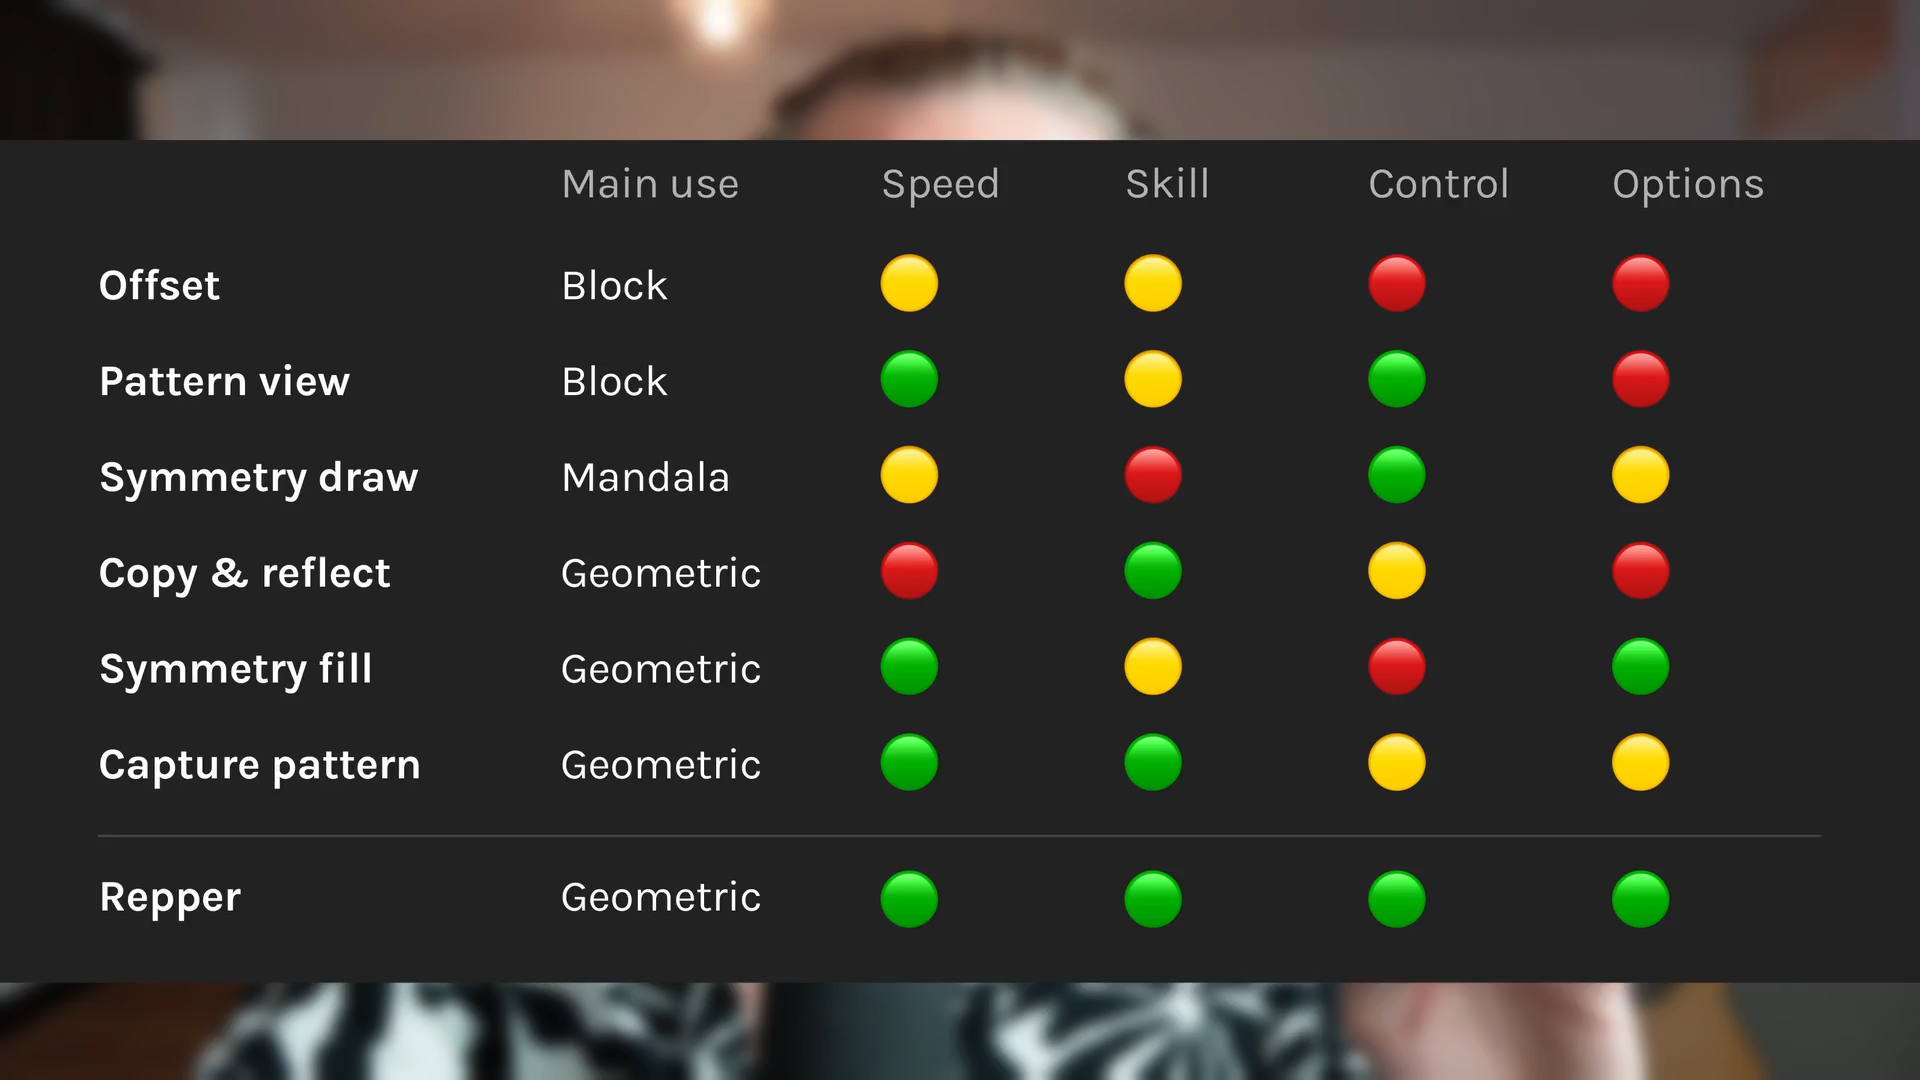 Main use Speed Skill Control Options
Offset Block
Pattern view Block
Symmetry draw Mandala
Copy & reflect Geometric
Symmetry fill Geometric
Capture pattern Geometric
Repper Geometric